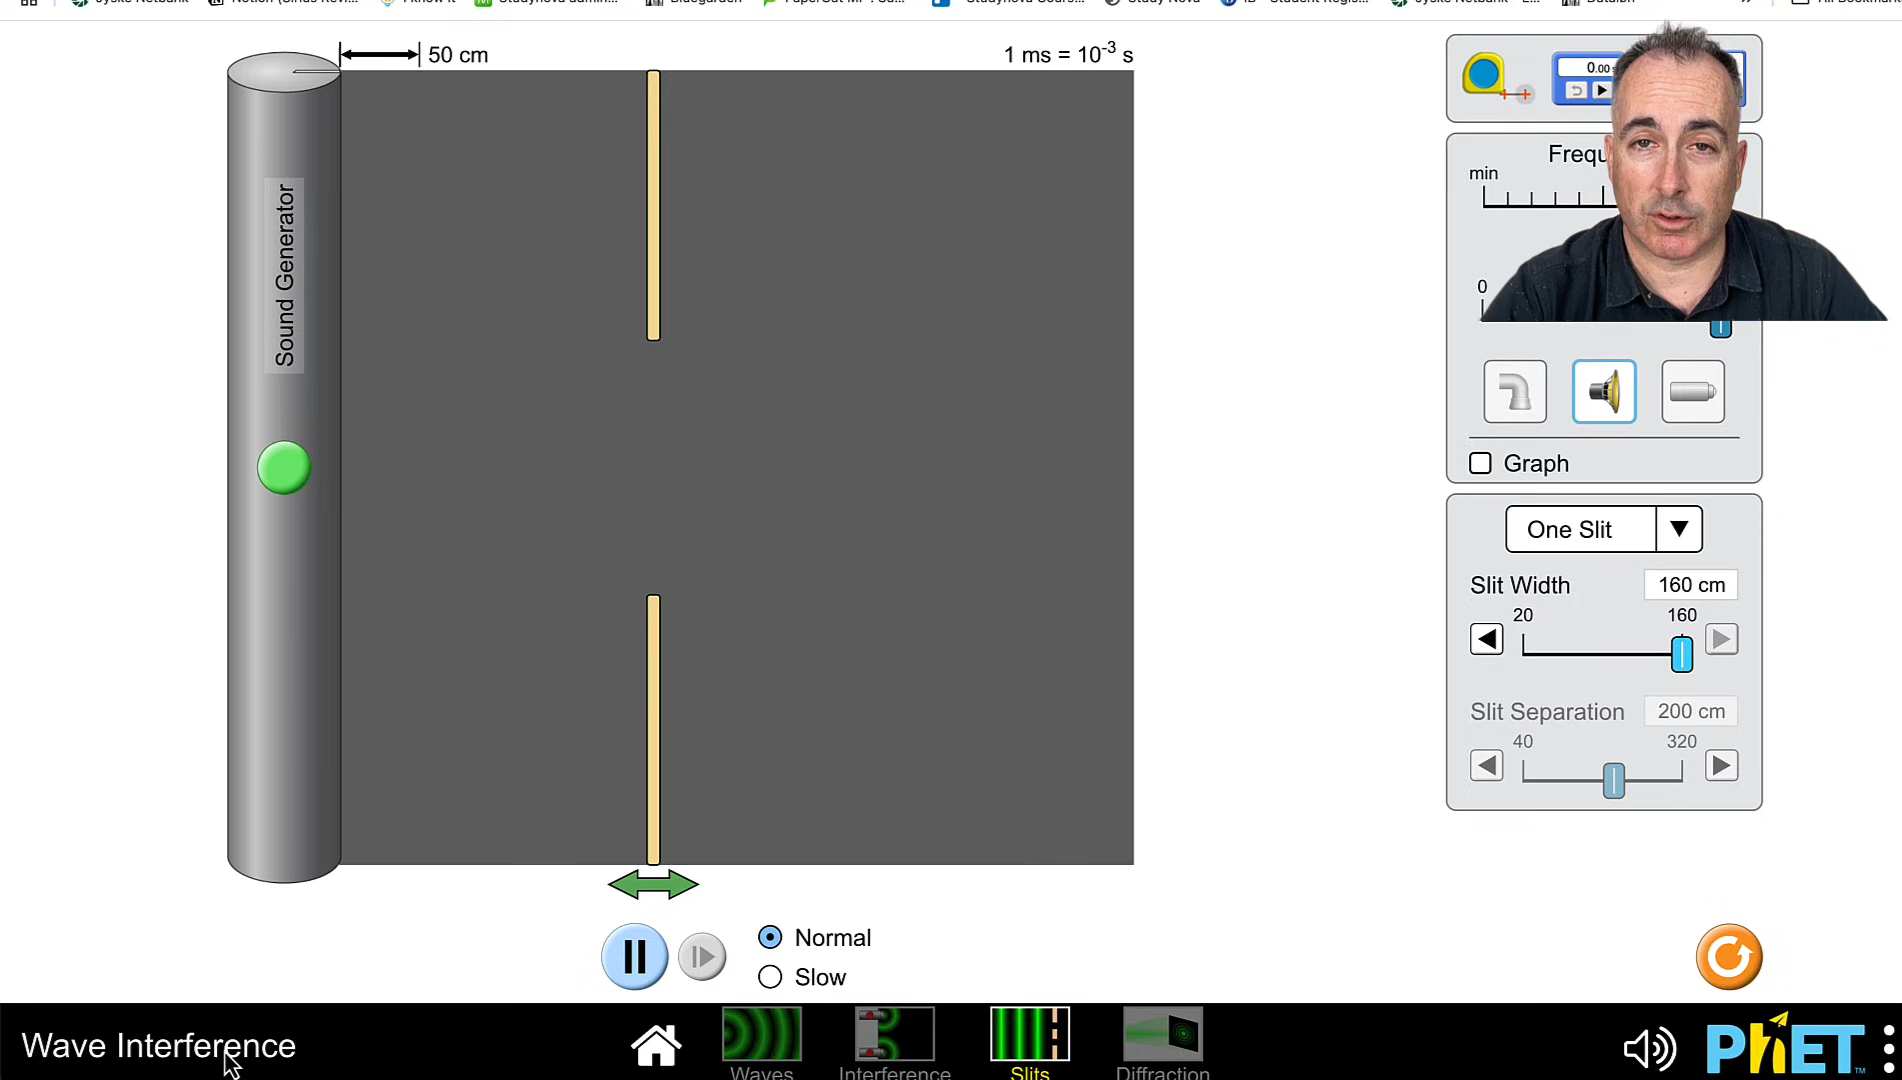 50 cm
1 ms = 10-3 s
Sound Generator
0.00
Frequ
min
0
Graph
One Slit
Slit Width
160 cm
20
160
Slit Separation
200 cm
40
320
Normal
Slow
Wave Interference
Waves
Interference
Slits
Diffraction
PhET